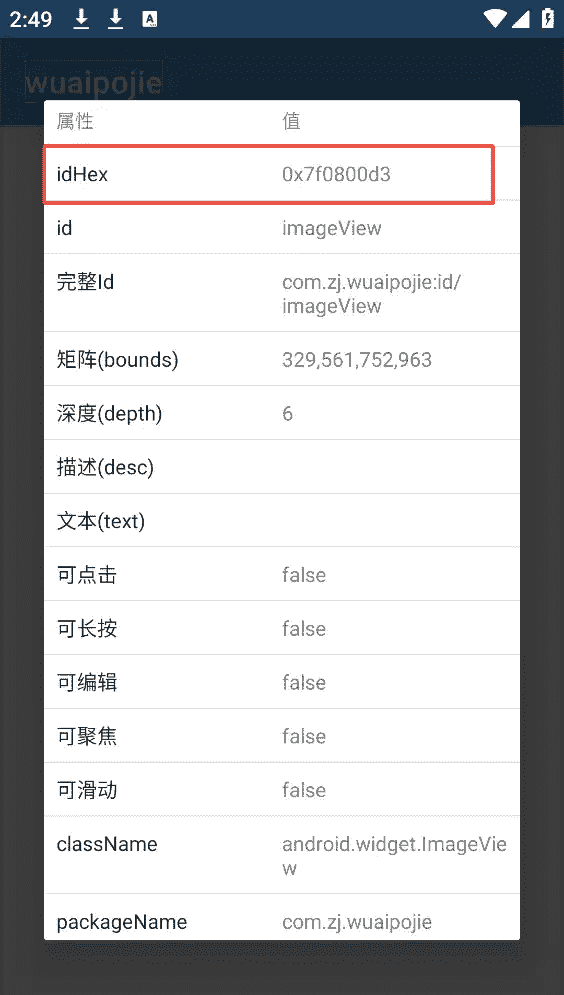 2:49
A
wuaipojie
属性 值
idHex 0x7f0800d3
id imageView
完整Id com.zj.wuaipojie:id/
imageView
矩阵(bounds) 329,561,752,963
深度(depth) 6
描述(desc)
文本(text)
可点击 false
可长按 false
可编辑 false
可聚焦 false
可滑动 false
className android.widget.ImageVie
w
packageName com.zj.wuaipojie